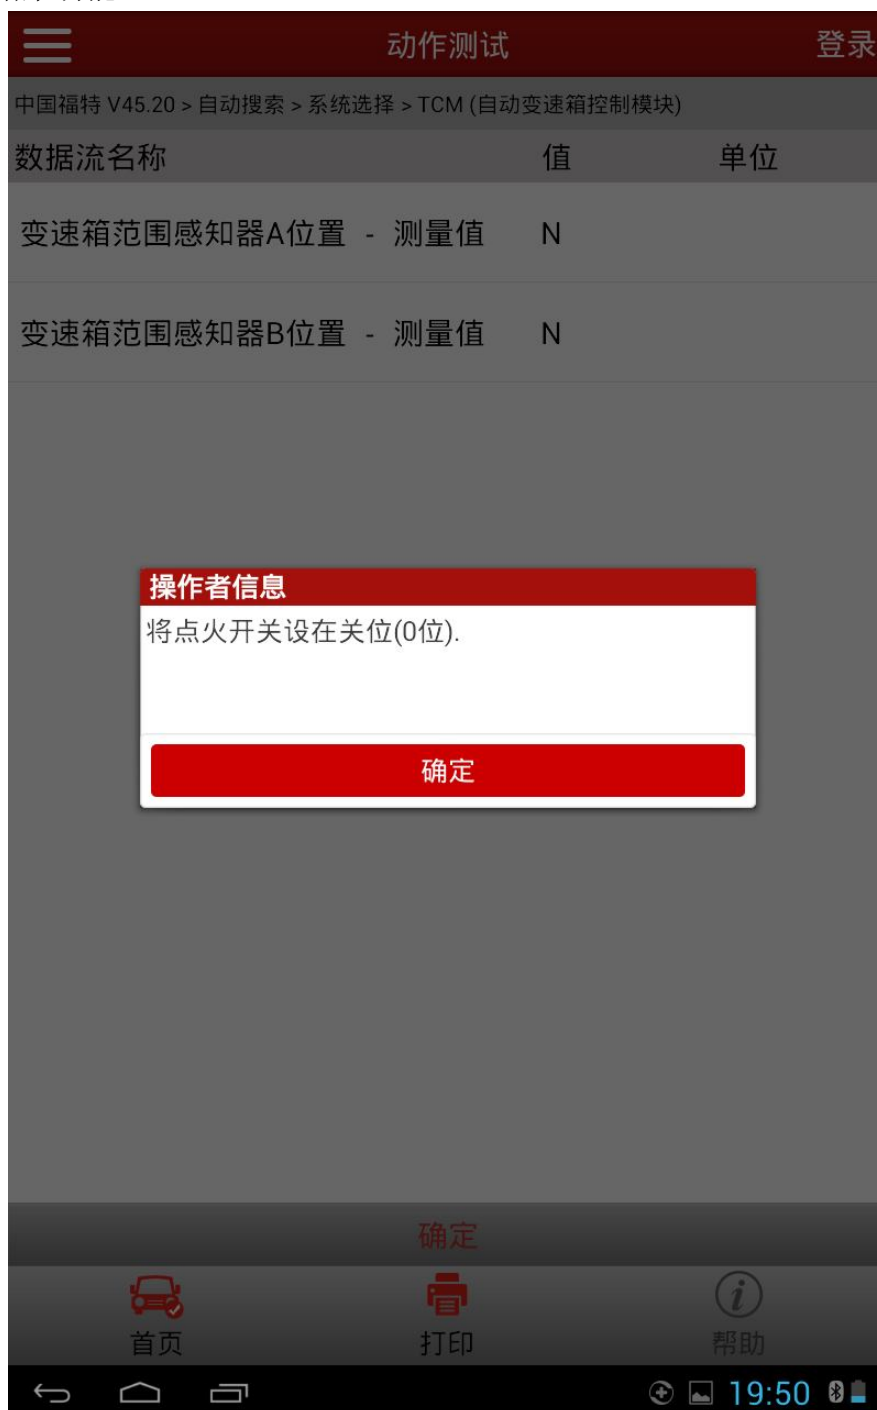 动作测试 登录
中国福特 V45.20 > 自动搜索 > 系统选择 > TCM (自动变速箱控制模块)
数据流名称 值 单位
变速箱范围感知器A位置 - 测量值 N
变速箱范围感知器B位置 - 测量值 N
操作者信息
将点火开关设在关位(0位).
确定
确定
首页 打印 帮助
19:50